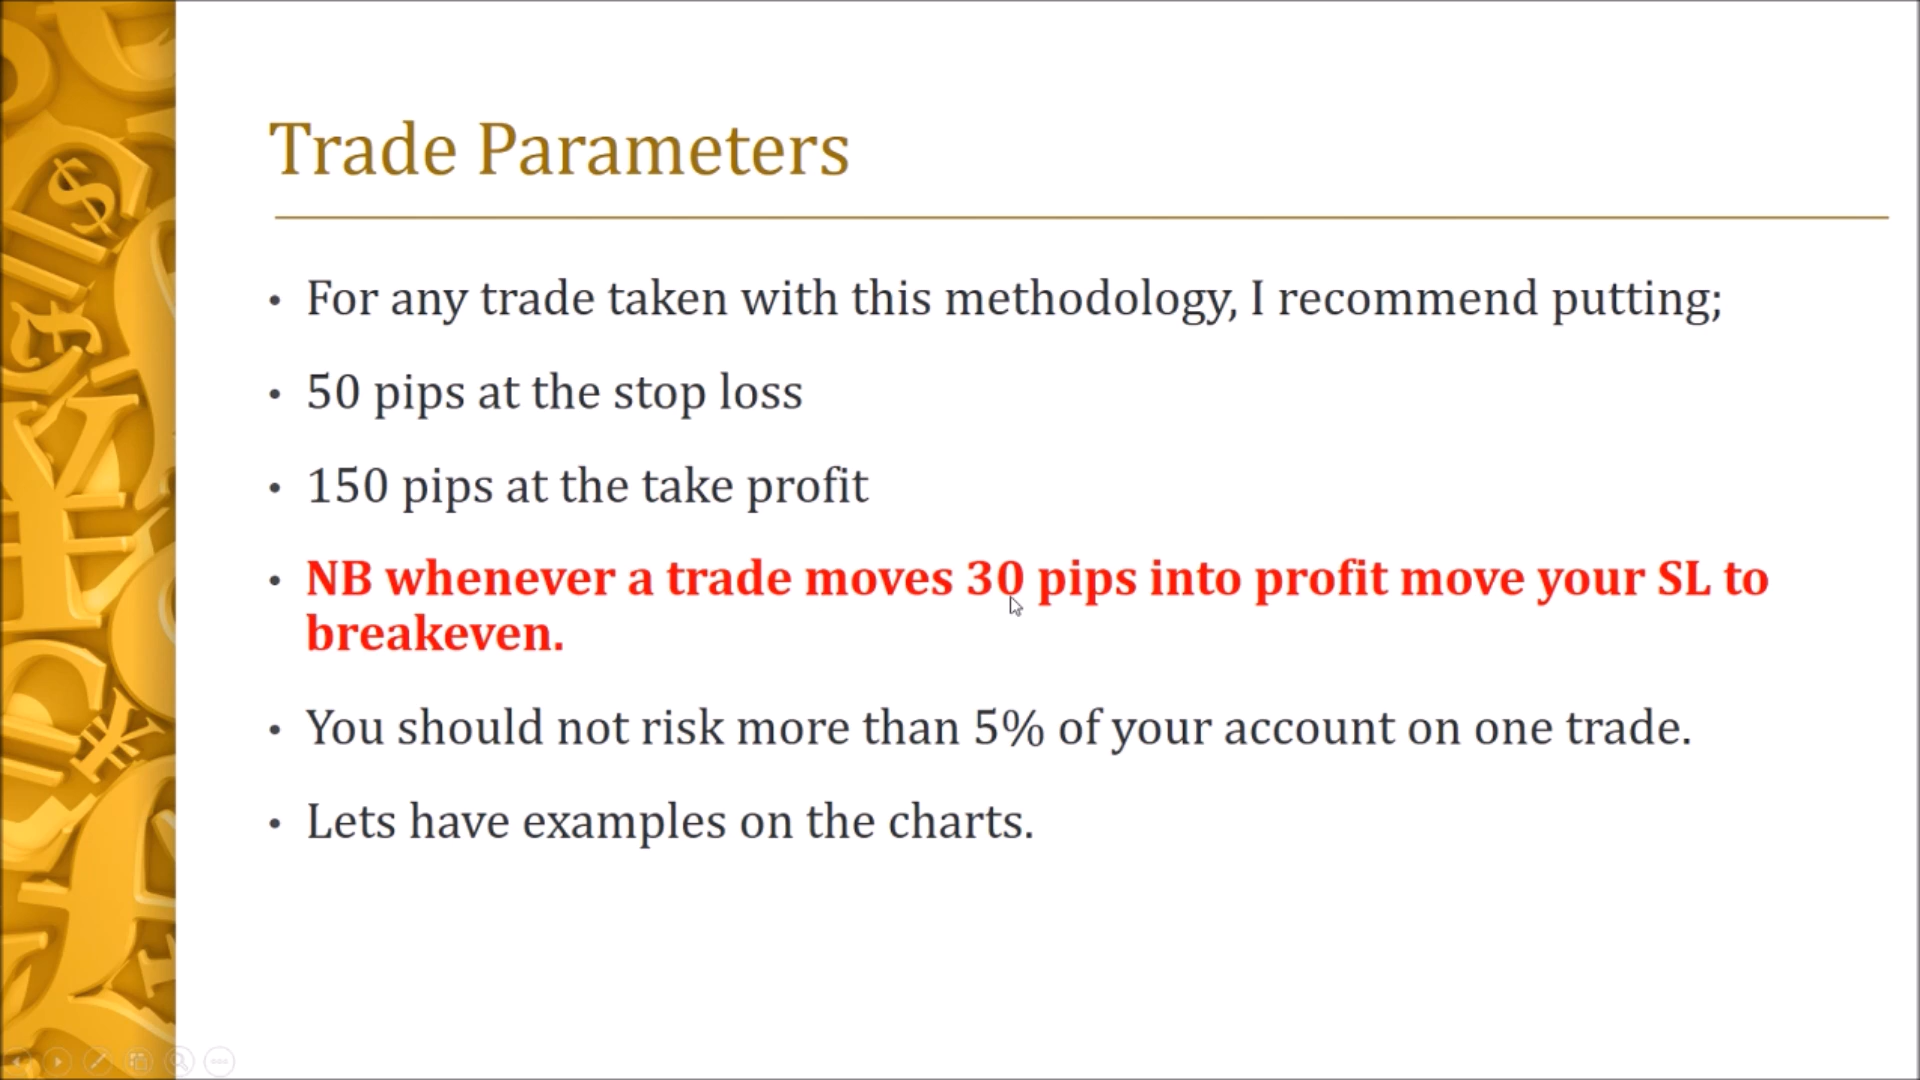 Trade Parameters
• For any trade taken with this methodology, I recommend putting;
• 50 pips at the stop loss
• 150 pips at the take profit
• NB whenever a trade moves 30 pips into profit move your SL to
breakeven.
• You should not risk more than 5% of your account on one trade.
• Lets have examples on the charts.